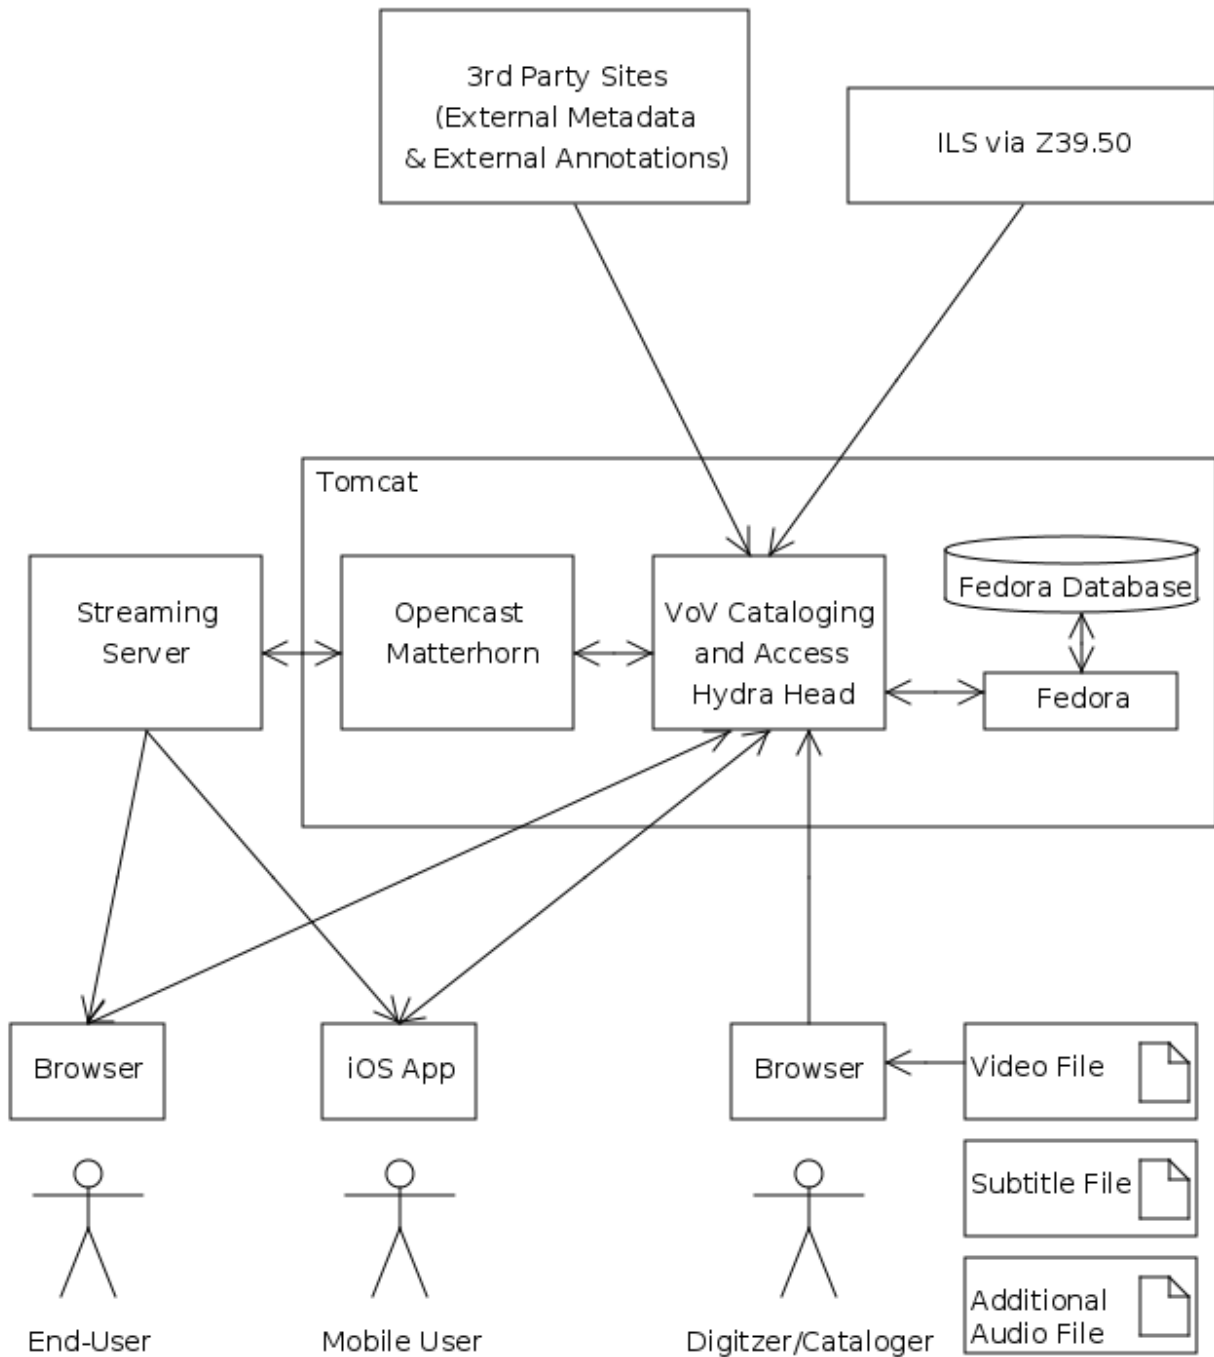 3rd Party Sites
(External Metadata
& External Annotations)
ILS via Z39.50
Tomcat
Streaming
Server
Opencast
Matterhorn
VoV Cataloging
and Access
Hydra Head
Fedora Database
Fedora
Browser
iOS App
Browser
Video File
Subtitle File
Additional
Audio File
End-User
Mobile User
Digitzer/Cataloger